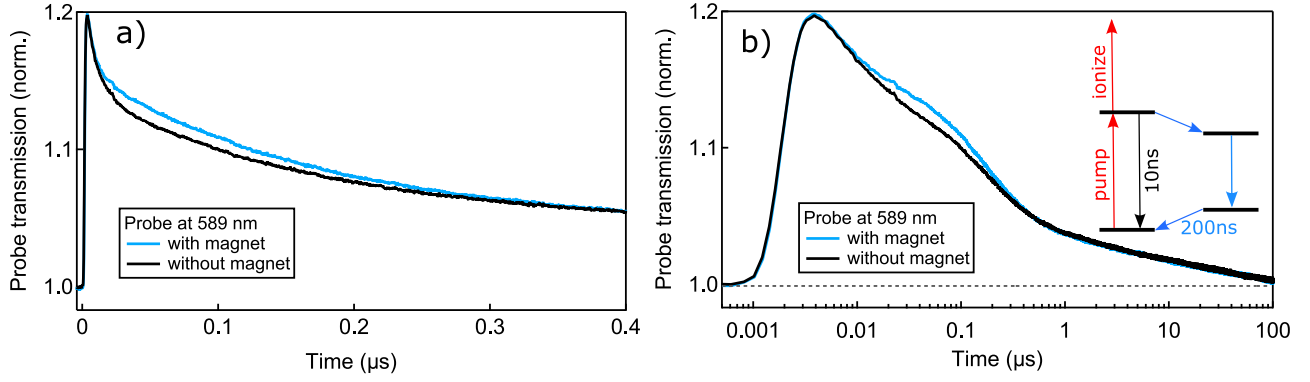 a)
Probe transmission (norm.)
1.2
1.1
1.0
Probe at 589 nm
with magnet
without magnet
0
0.1
0.2
0.3
0.4
Time (µs)
b)
Probe transmission (norm.)
1.2
1.1
1.0
ionize
pump
10ns
200ns
Probe at 589 nm
with magnet
without magnet
0.001
0.01
0.1
1
10
100
Time (µs)